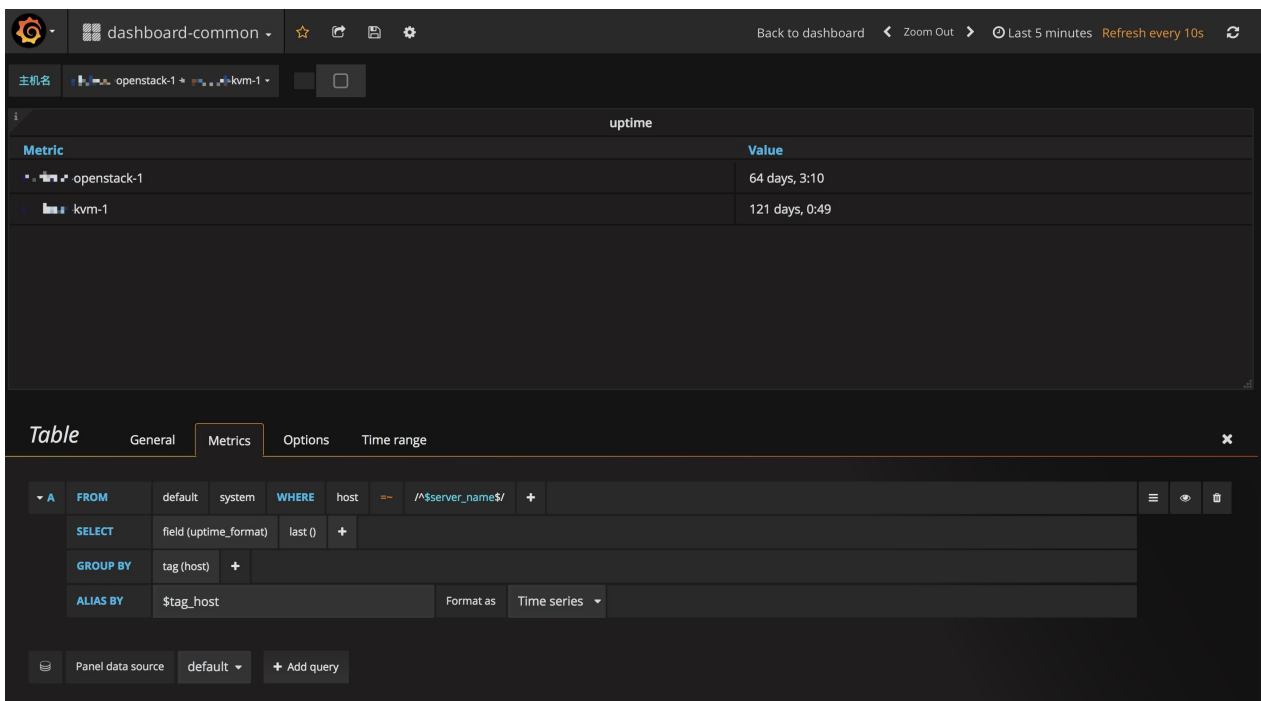 dashboard-common Back to dashboard Zoom Out Last 5 minutes Refresh every 10s
主机名 openstack-1 + kvm-1
i uptime
Metric Value
openstack-1 64 days, 3:10
kvm-1 121 days, 0:49
Table General Metrics Options Time range
A FROM default system WHERE host =~ /^$server_name$/ +
SELECT field (uptime_format) last () +
GROUP BY tag (host) +
ALIAS BY $tag_host Format as Time series
Panel data source default + Add query